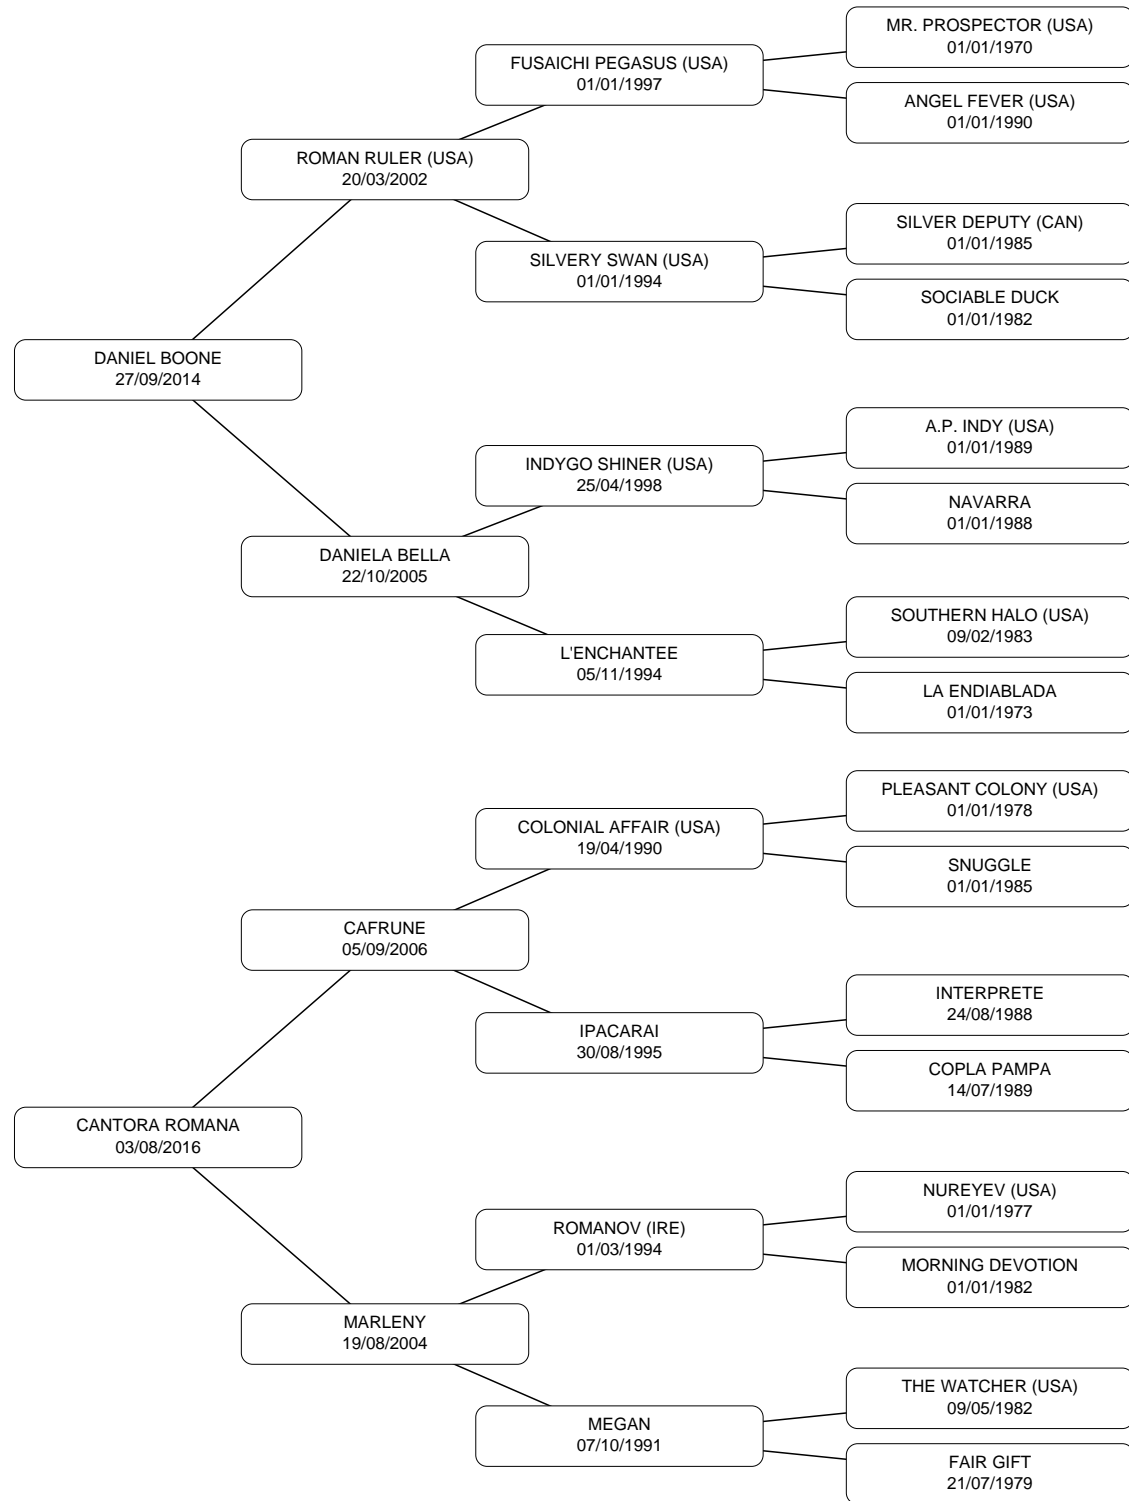 MR. PROSPECTOR (USA)
01/01/1970
FUSAICHI PEGASUS (USA)
01/01/1997
ANGEL FEVER (USA)
01/01/1990
ROMAN RULER (USA)
20/03/2002
SILVER DEPUTY (CAN)
01/01/1985
SILVERY SWAN (USA)
01/01/1994
SOCIABLE DUCK
01/01/1982
DANIEL BOONE
27/09/2014
A.P. INDY (USA)
01/01/1989
INDYGO SHINER (USA)
25/04/1998
NAVARRA
01/01/1988
DANIELA BELLA
22/10/2005
SOUTHERN HALO (USA)
09/02/1983
L'ENCHANTEE
05/11/1994
LA ENDIABLADA
01/01/1973
PLEASANT COLONY (USA)
01/01/1978
COLONIAL AFFAIR (USA)
19/04/1990
SNUGGLE
01/01/1985
CAFRUNE
05/09/2006
INTERPRETE
24/08/1988
IPACARAI
30/08/1995
COPLA PAMPA
14/07/1989
CANTORA ROMANA
03/08/2016
NUREYEV (USA)
01/01/1977
ROMANOV (IRE)
01/03/1994
MORNING DEVOTION
01/01/1982
MARLENY
19/08/2004
THE WATCHER (USA)
09/05/1982
MEGAN
07/10/1991
FAIR GIFT
21/07/1979